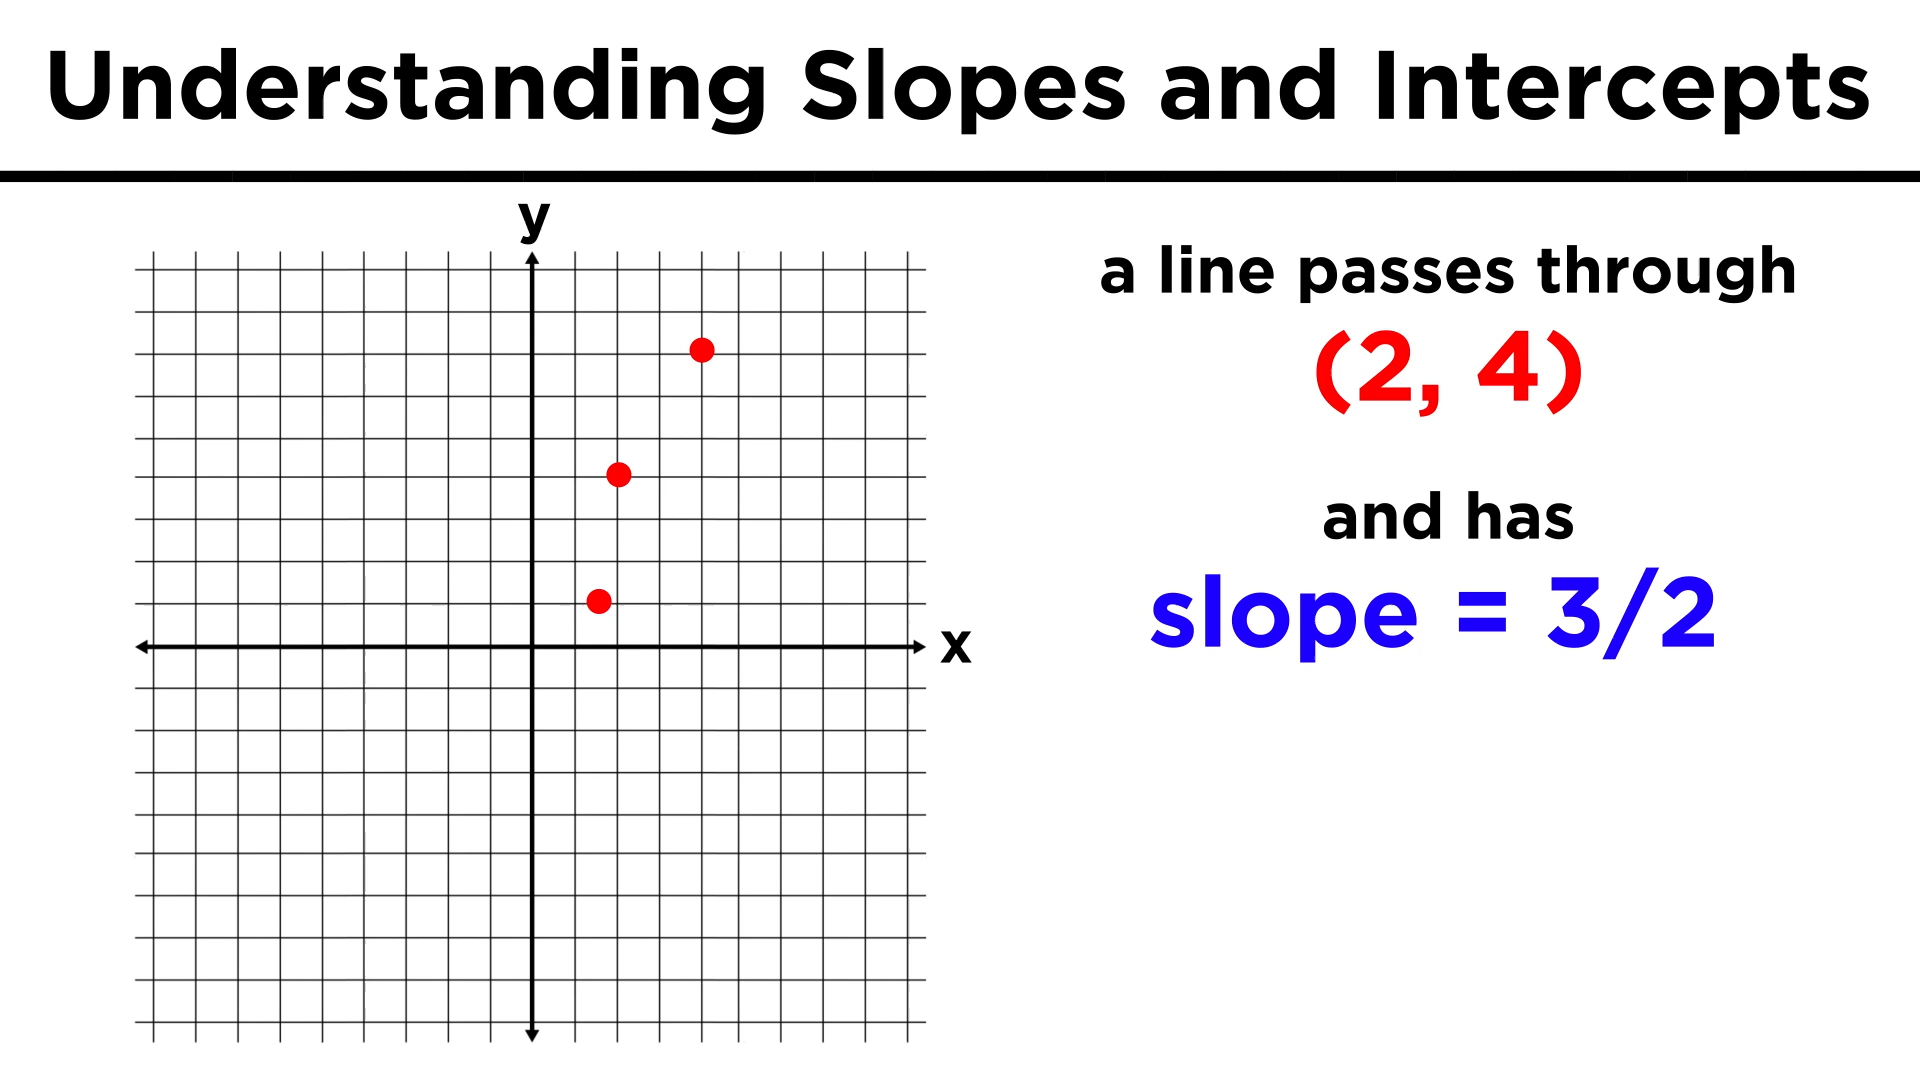 Understanding Slopes and Intercepts
y
x
a line passes through
(2, 4)
and has
slope = 3/2